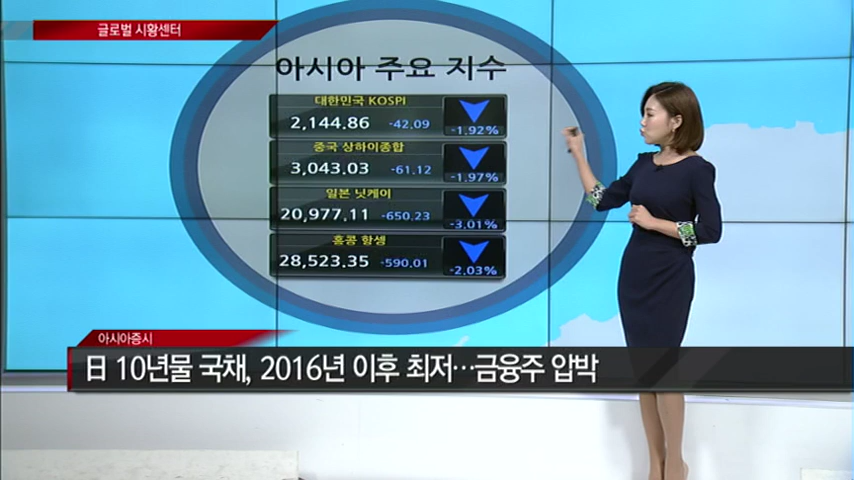 글로벌 시황센터
아시아 주요 지수
대한민국 KOSPI
2,144.86 -42.09 -1.92%
중국 상하이종합
3,043.03 -61.12 -1.97%
일본 닛케이
20,977.11 -650.23 -3.01%
홍콩 항셍
28,523.35 -590.01 -2.03%
아시아증시
日 10년물 국채, 2016년 이후 최저…금융주 압박